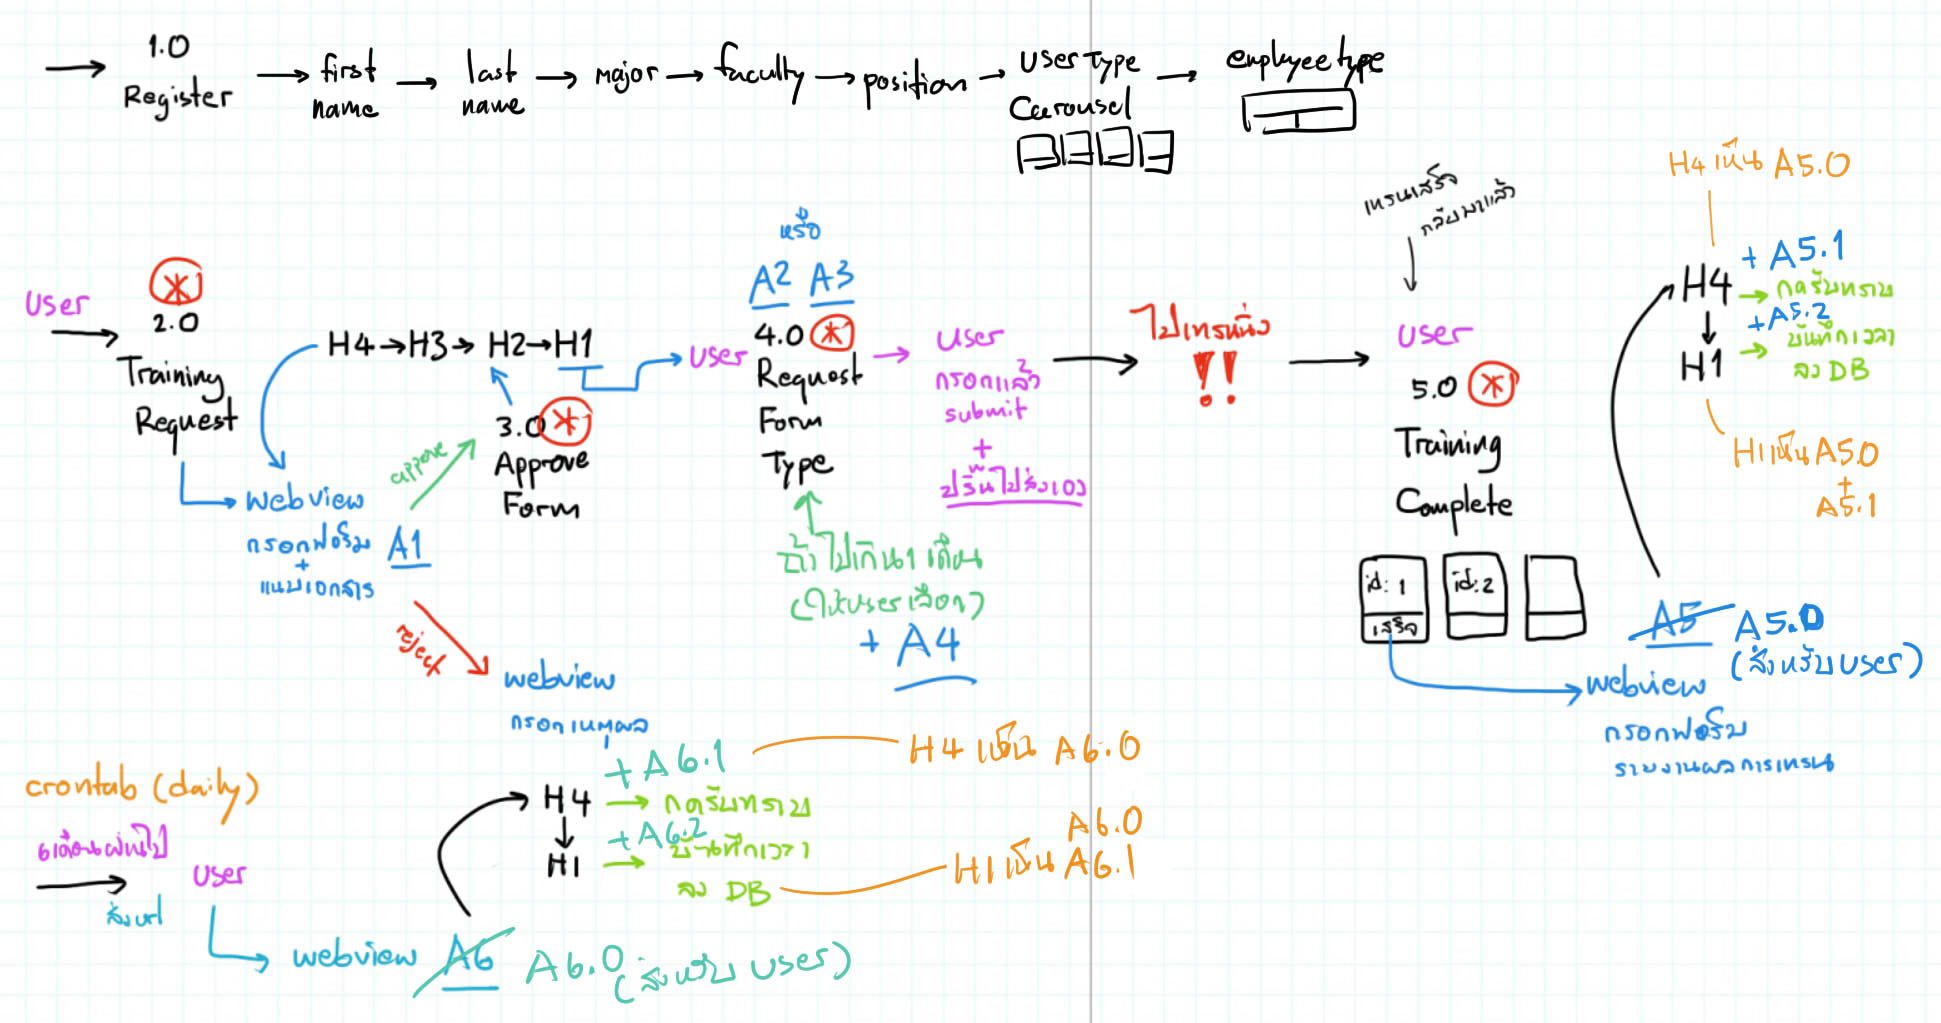 1.0
Register
first
name
last
name
major
faculty
position
User Type
Carousel
employee type
User
2.0
Training
Request
Webview
กรอกฟอร์ม
+
แนบเอกสาร
A1
H4→H3→H2→H1
approve
3.0
Approve
Form
reject
webview
กรอกเหตุผล
หรือ
A2 A3
User
4.0
Request
Form
Type
ถ้าไปเกิน 1 เดือน
(ให้ user เลือก)
+ A4
User
กรอกแล้ว
submit
+
ปริ้นไปส่งเอง
ไปเทรนนิ่ง
!!
เทรนเสร็จ
กลับมาแล้ว
User
5.0
Training
Complete
id: 1
เสร็จ
id: 2
Webview
กรอกฟอร์ม
รายงานผลการเทรน
A5
A5.0
(สำหรับ user)
H4 เห็น A5.0
+ A5.1
H4
กดรับทราบ
+A5.2
H1
บันทึกเวลา
ลง DB
H1 เห็น A5.0
+
A5.1
crontab (daily)
6เดือนผ่านไป
User
ส่ง url
webview
A6
A6.0
(สำหรับ user)
+A6.1
H4
กดรับทราบ
+A6.2
H1
บันทึกเวลา
ลง DB
H4 เห็น A6.0
A6.0
H1 เห็น A6.1